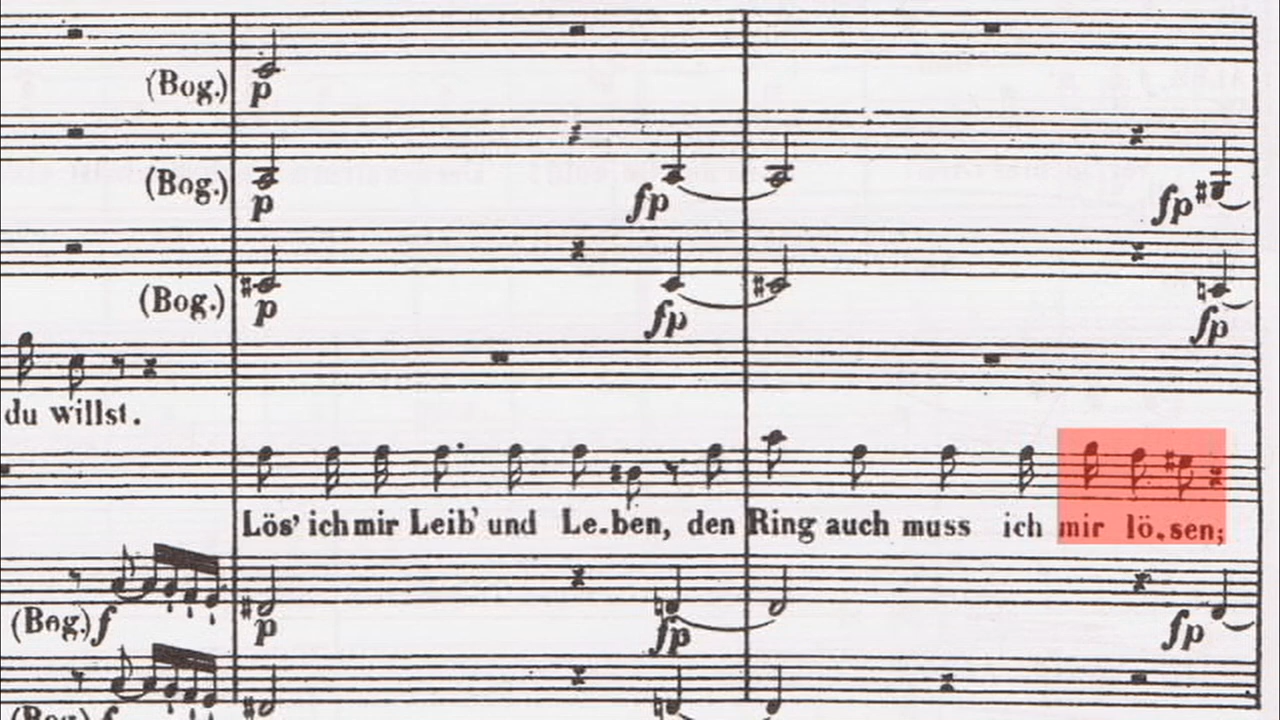 (Bog.) p
(Bog.) p fp fp
(Bog.) p fp fp
du willst.
Lös' ich mir Leib' und Le.ben, den Ring auch muss ich mir lö.sen;
(Bog.) f p fp fp
(Bog.) f